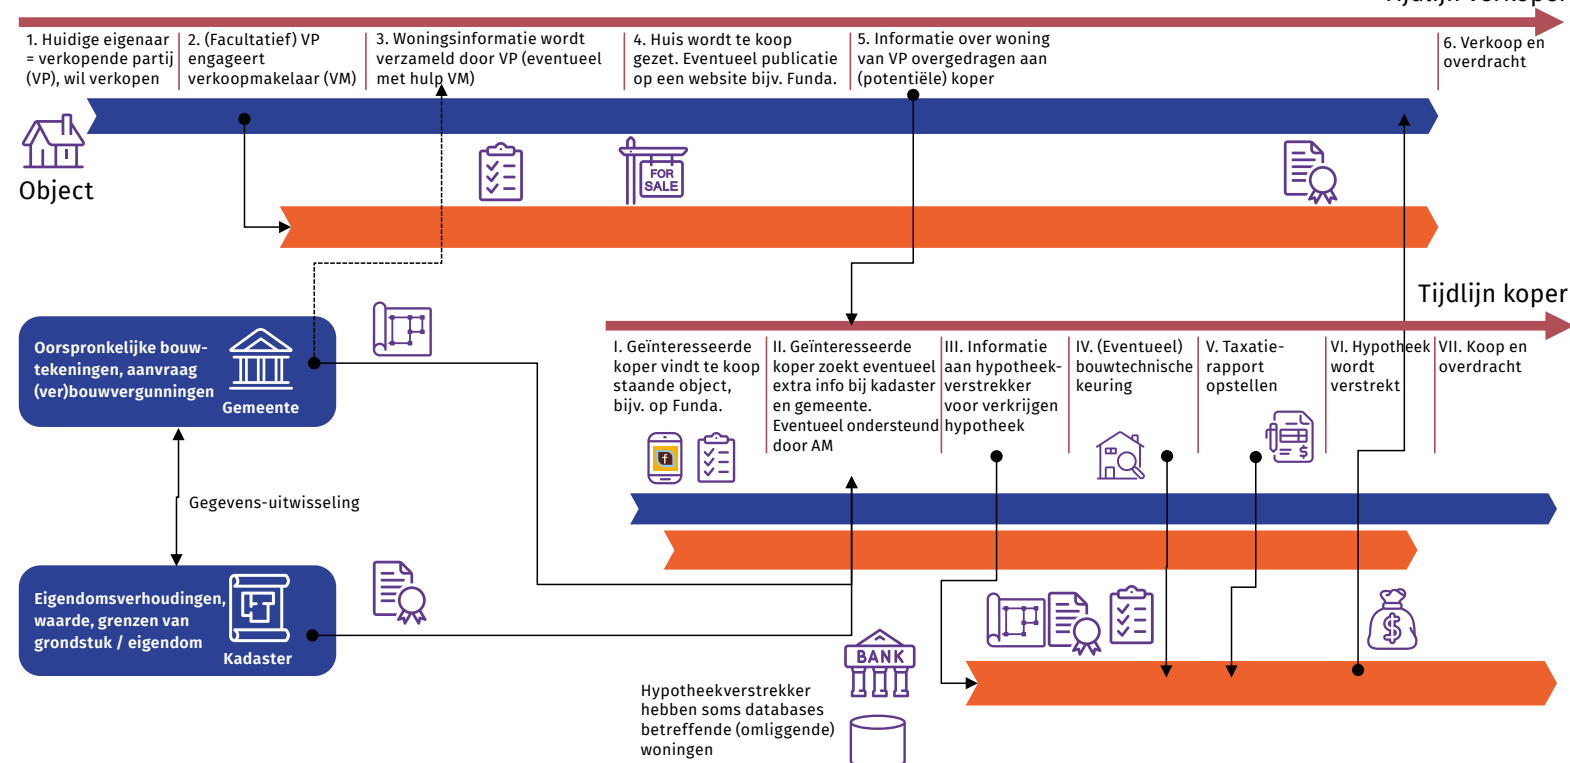 Tijdlijn verkoper
1. Huidige eigenaar
= verkopende partij
(VP), wil verkopen
2. (Facultatief) VP
engageert
verkoopmakelaar (VM)
3. Woningsinformatie wordt
verzameld door VP (eventueel
met hulp VM)
4. Huis wordt te koop
gezet. Eventueel publicatie
op een website bijv. Funda.
5. Informatie over woning
van VP overgedragen aan
(potentiële) koper
6. Verkoop en
overdracht
FOR
SALE
Object
Tijdlijn koper
Oorspronkelijke bouw-
tekeningen, aanvraag
(ver)bouwvergunningen
Gemeente
I. Geïnteresseerde
koper vindt te koop
staande object,
bijv. op Funda.
II. Geïnteresseerde
koper zoekt eventueel
extra info bij kadaster
en gemeente.
Eventueel ondersteund
door AM
III. Informatie
aan hypotheek-
verstrekker
voor verkrijgen
hypotheek
IV. (Eventueel)
bouwtechnische
keuring
V. Taxatie-
rapport
opstellen
VI. Hypotheek
wordt
verstrekt
VII. Koop en
overdracht
f
$
Gegevens-uitwisseling
Eigendomsverhoudingen,
waarde, grenzen van
grondstuk / eigendom
Kadaster
BANK
$
Hypotheekverstrekker
hebben soms databases
betreffende (omliggende)
woningen